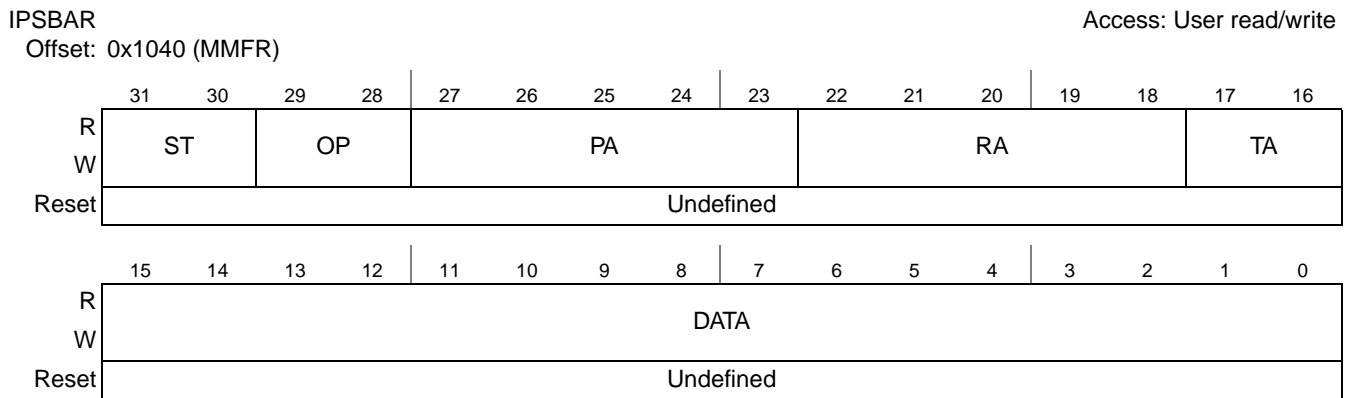 IPSBAR Access: User read/write
Offset: 0x1040 (MMFR)
31 30 29 28 27 26 25 24 23 22 21 20 19 18 17 16
R
ST OP PA RA TA
W
Reset Undefined
15 14 13 12 11 10 9 8 7 6 5 4 3 2 1 0
R
DATA
W
Reset Undefined